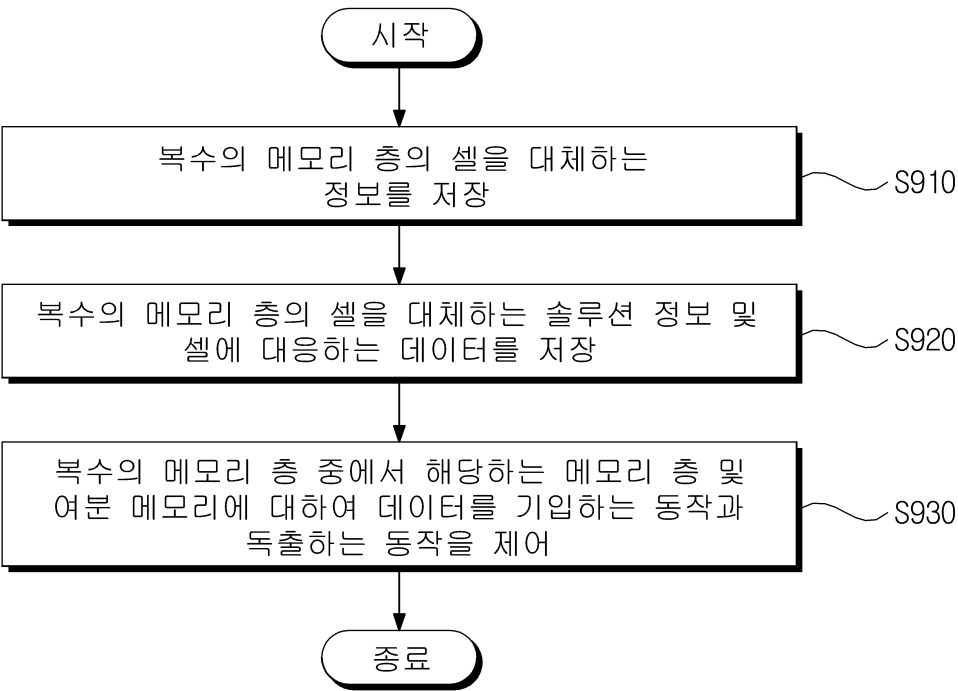 시작
복수의 메모리 층의 셀을 대체하는
정보를 저장
S910
복수의 메모리 층의 셀을 대체하는 솔루션 정보 및
셀에 대응하는 데이터를 저장
S920
복수의 메모리 층 중에서 해당하는 메모리 층 및
여분 메모리에 대하여 데이터를 기입하는 동작과
독출하는 동작을 제어
S930
종료